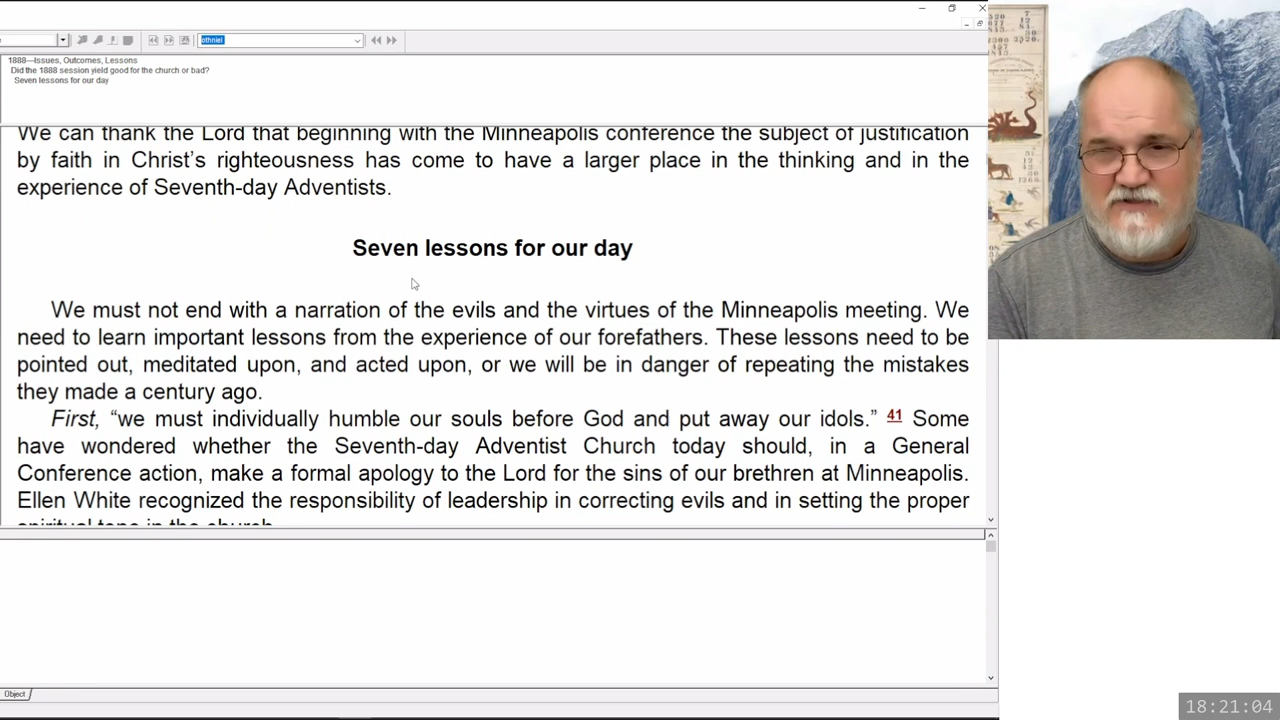 othniel
1888—Issues, Outcomes, Lessons
Did the 1888 session yield good for the church or bad?
Seven lessons for our day
We can thank the Lord that beginning with the Minneapolis conference the subject of justification
by faith in Christ's righteousness has come to have a larger place in the thinking and in the
experience of Seventh-day Adventists.
Seven lessons for our day
We must not end with a narration of the evils and the virtues of the Minneapolis meeting. We
need to learn important lessons from the experience of our forefathers. These lessons need to be
pointed out, meditated upon, and acted upon, or we will be in danger of repeating the mistakes
they made a century ago.
First, “we must individually humble our souls before God and put away our idols.” 41 Some
have wondered whether the Seventh-day Adventist Church today should, in a General
Conference action, make a formal apology to the Lord for the sins of our brethren at Minneapolis.
Ellen White recognized the responsibility of leadership in correcting evils and in setting the proper
spiritual tone in the church.
Object
18:21:04